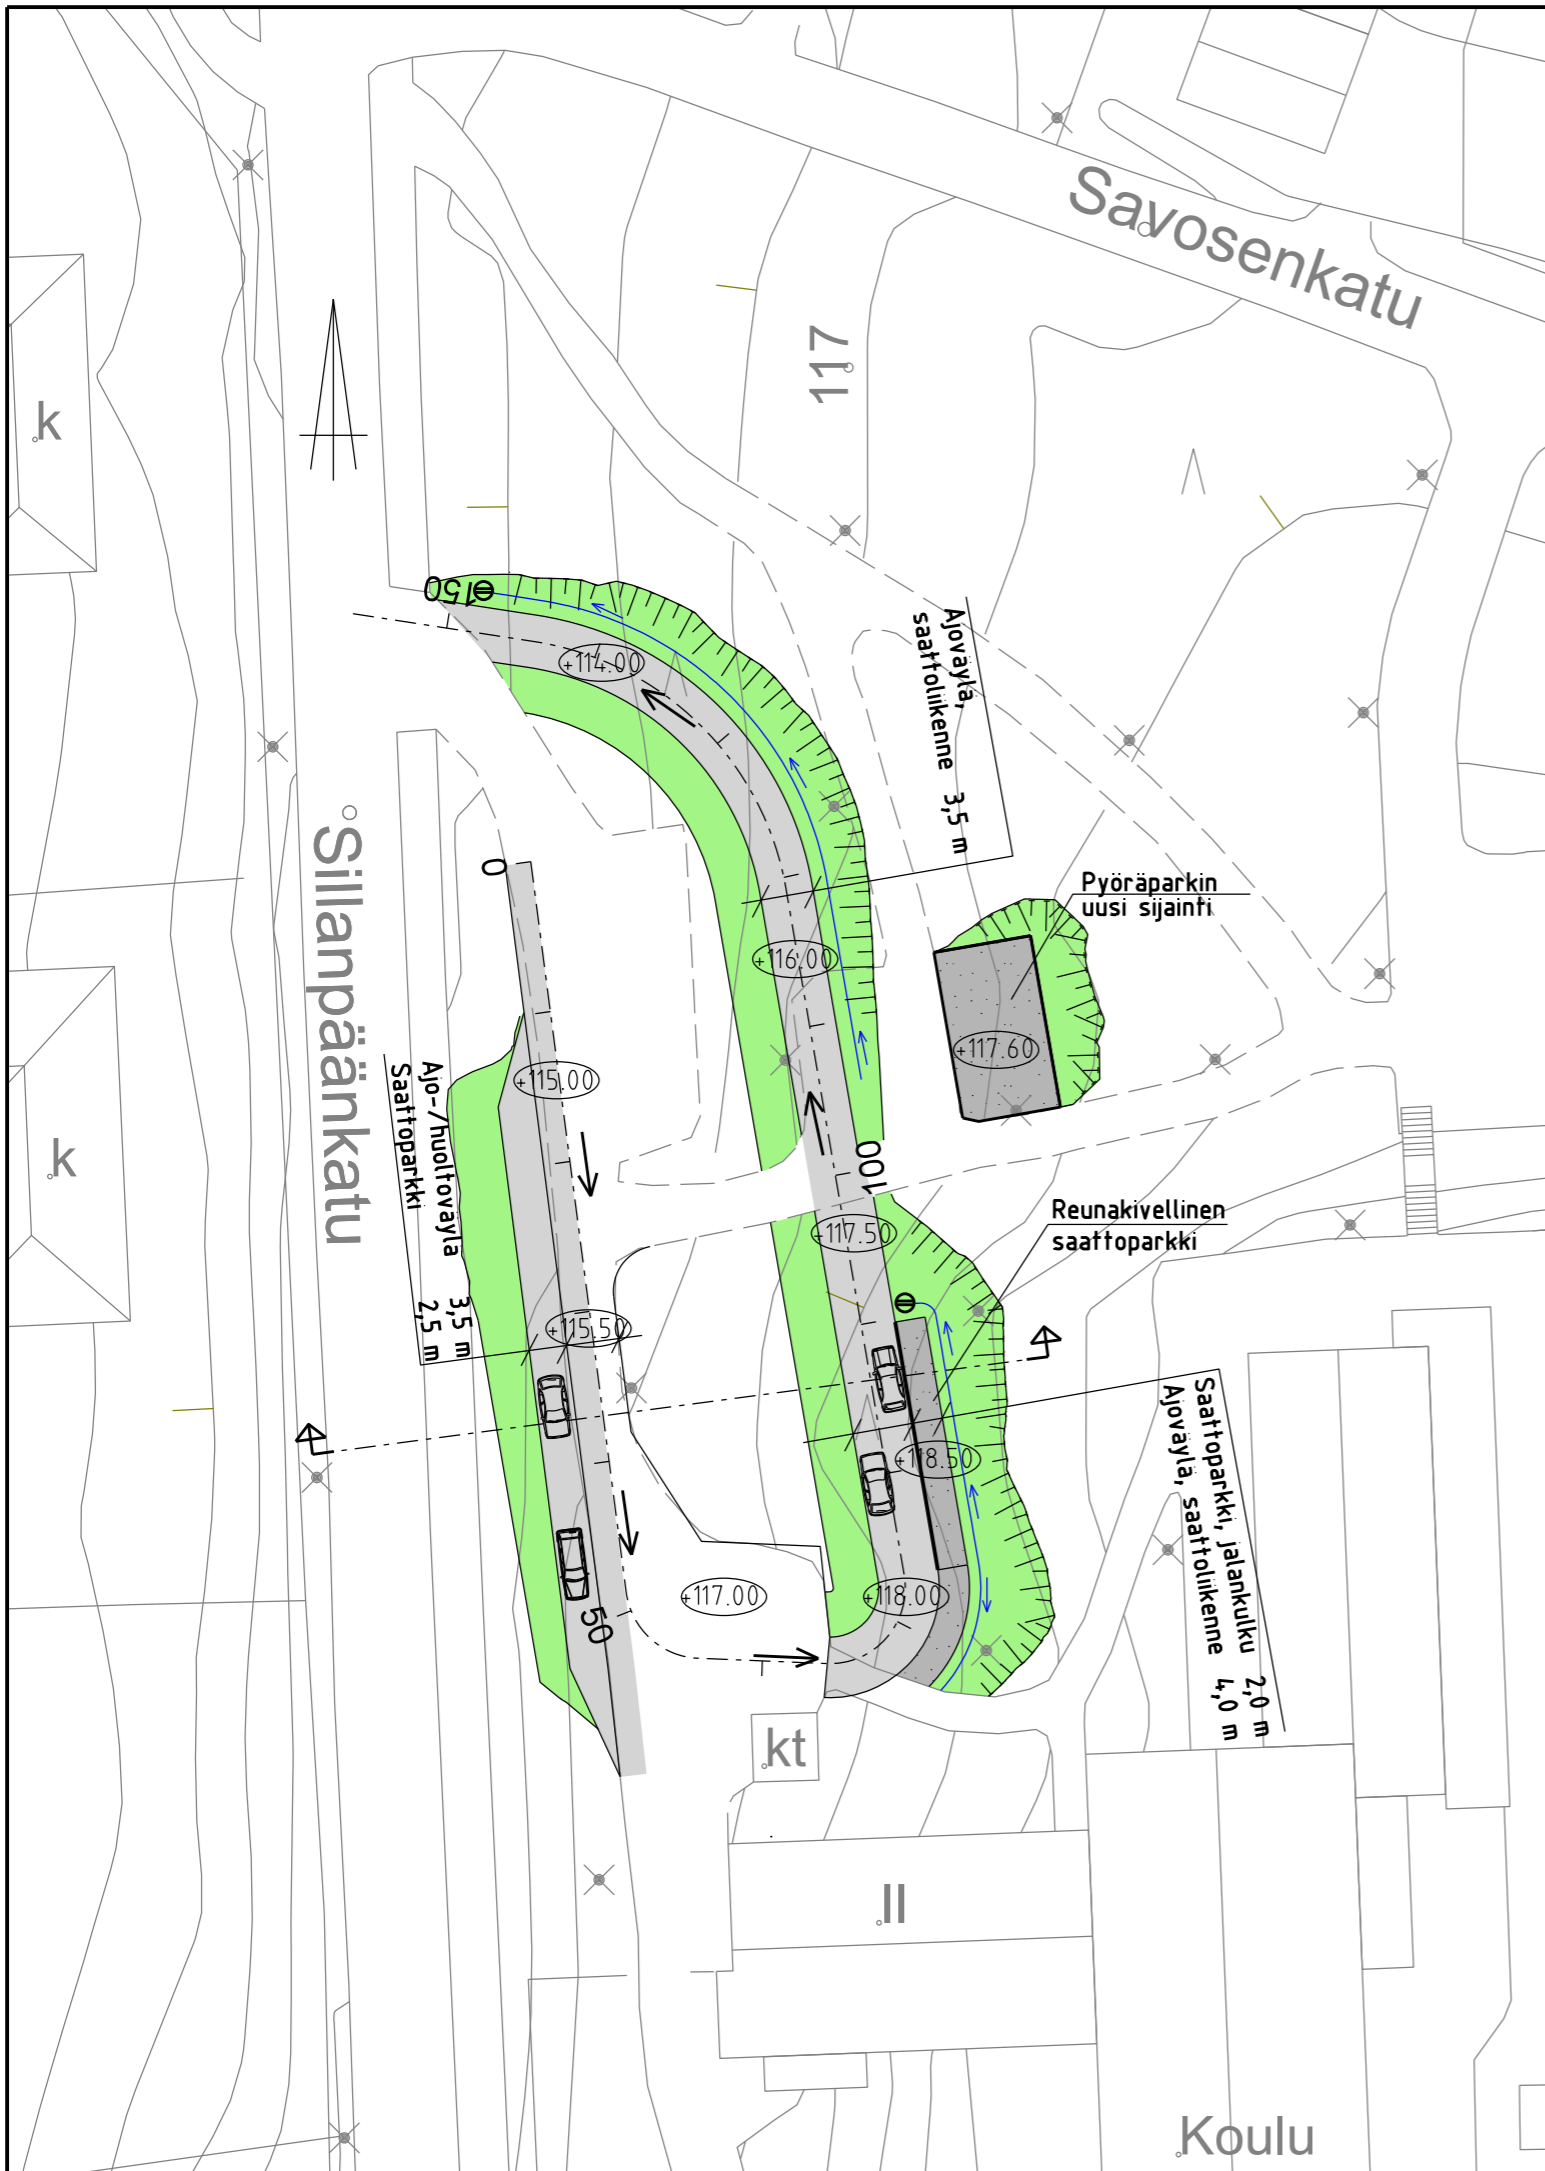 Savosenkatu
117
k
150
+114.00
Ajoväylä,
saattoliikenne 3,5 m
Sillanpäänkatu
0
Pyöräparkin
uusi sijainti
+116.00
+117.60
+115.00
Ajo-/huoltoväylä 3,5 m
Saattoparkki 2,5 m
k
100
+117.50
Reunakivellinen
saattoparkki
+115.50
Saattoparkki, jalankulku 2,0 m
Ajoväylä, saattoliikenne 4,0 m
+118.50
+117.00
+118.00
50
kt
II
Koulu